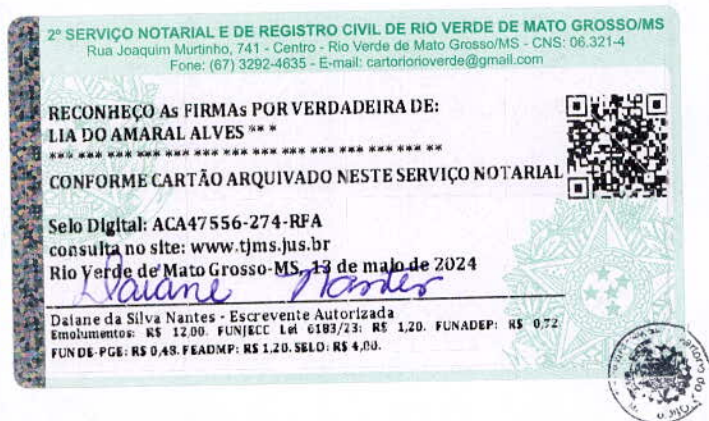 2º SERVIÇO NOTARIAL E DE REGISTRO CIVIL DE RIO VERDE DE MATO GROSSO/MS
Rua Joaquim Murtinho, 741 - Centro - Rio Verde de Mato Grosso/MS - CNS: 06.321-4
Fone: (67) 3292-4635 - E-mail: cartoriorioverde@gmail.com
RECONHEÇO As FIRMAs POR VERDADEIRA DE:
LIA DO AMARAL ALVES ** *
*** *** *** *** *** *** *** *** *** *** *** *** *** **
CONFORME CARTÃO ARQUIVADO NESTE SERVIÇO NOTARIAL
Selo Digital: ACA47556-274-RFA
consulta no site: www.tjms.jus.br
Rio Verde de Mato Grosso-MS, 13 de maio de 2024
Daiane Nantes
Daiane da Silva Nantes - Escrevente Autorizada
Emolumentos: R$ 12,00. FUNJECC Lei 6183/23: R$ 1,20. FUNADEP: R$ 0,72
FUNDE-PGE: R$ 0,48. FEADMP: R$ 1,20. SELO: R$ 4,00.